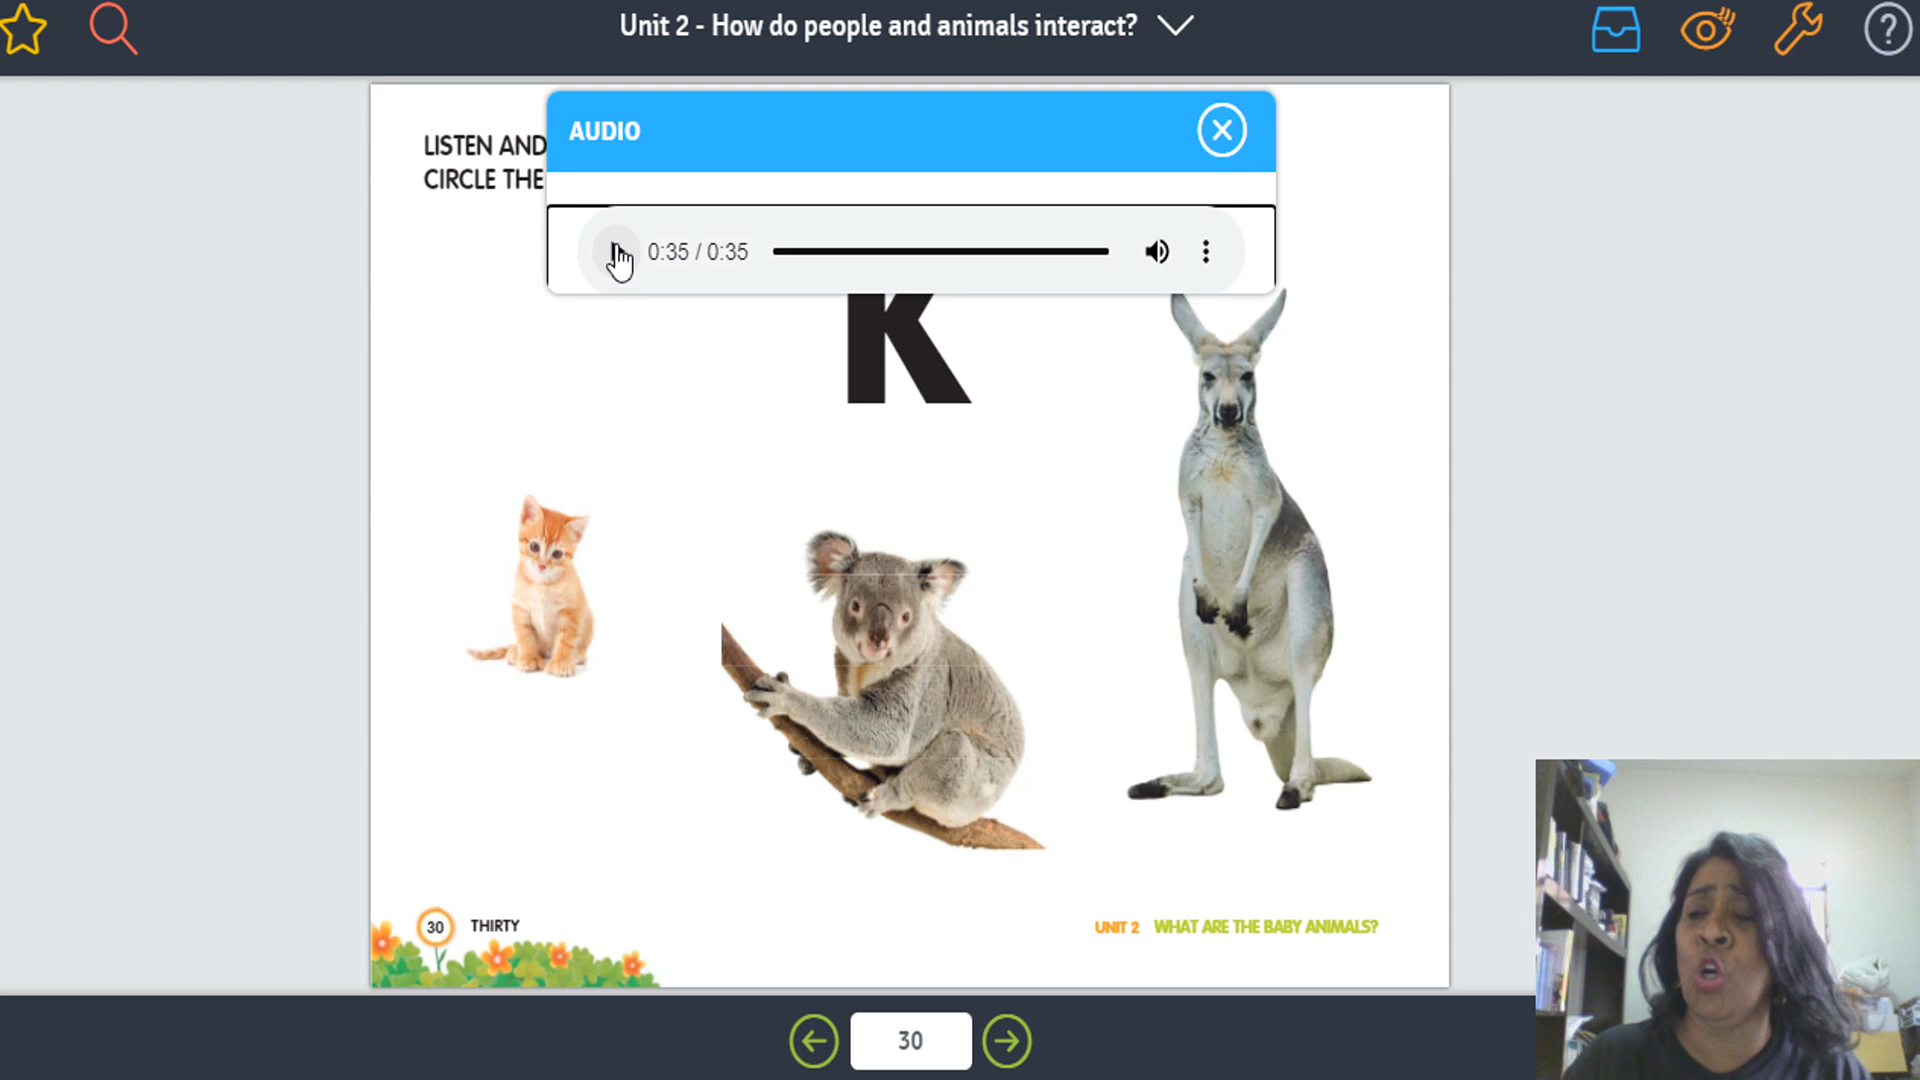 Unit 2 - How do people and animals interact?
LISTEN AND
CIRCLE THE
AUDIO
0:35 / 0:35
K
30 THIRTY
UNIT 2 WHAT ARE THE BABY ANIMALS?
30